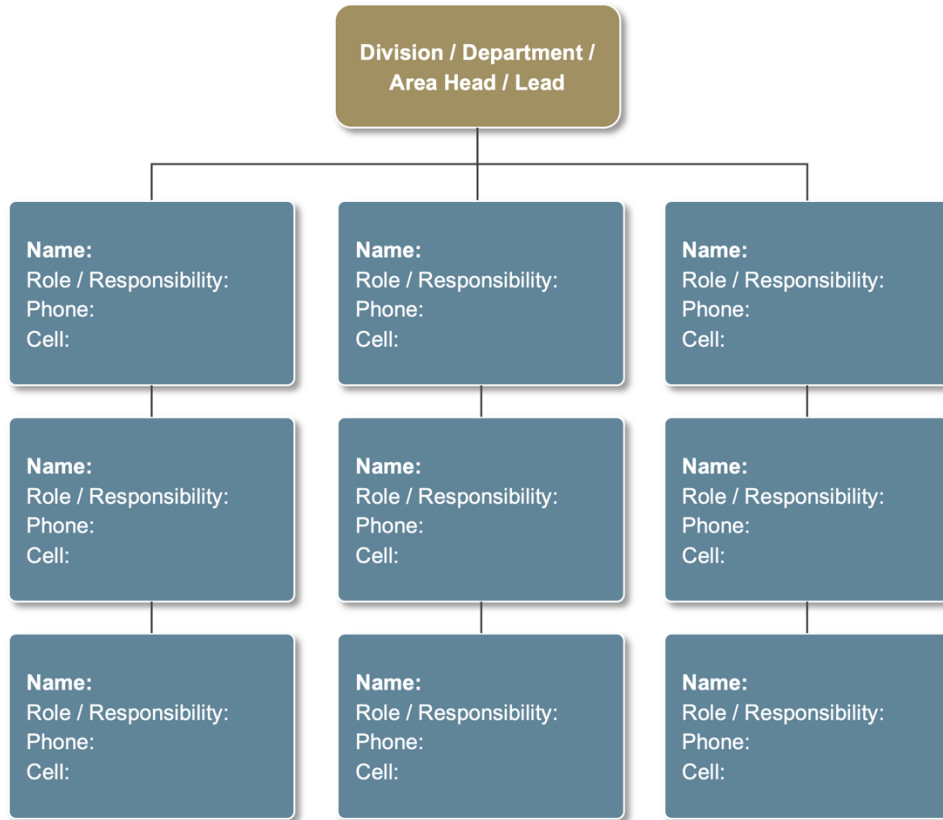 Division / Department /
Area Head / Lead
Name:
Role / Responsibility:
Phone:
Cell:
Name:
Role / Responsibility:
Phone:
Cell:
Name:
Role / Responsibility:
Phone:
Cell:
Name:
Role / Responsibility:
Phone:
Cell:
Name:
Role / Responsibility:
Phone:
Cell:
Name:
Role / Responsibility:
Phone:
Cell:
Name:
Role / Responsibility:
Phone:
Cell:
Name:
Role / Responsibility:
Phone:
Cell:
Name:
Role / Responsibility:
Phone:
Cell: